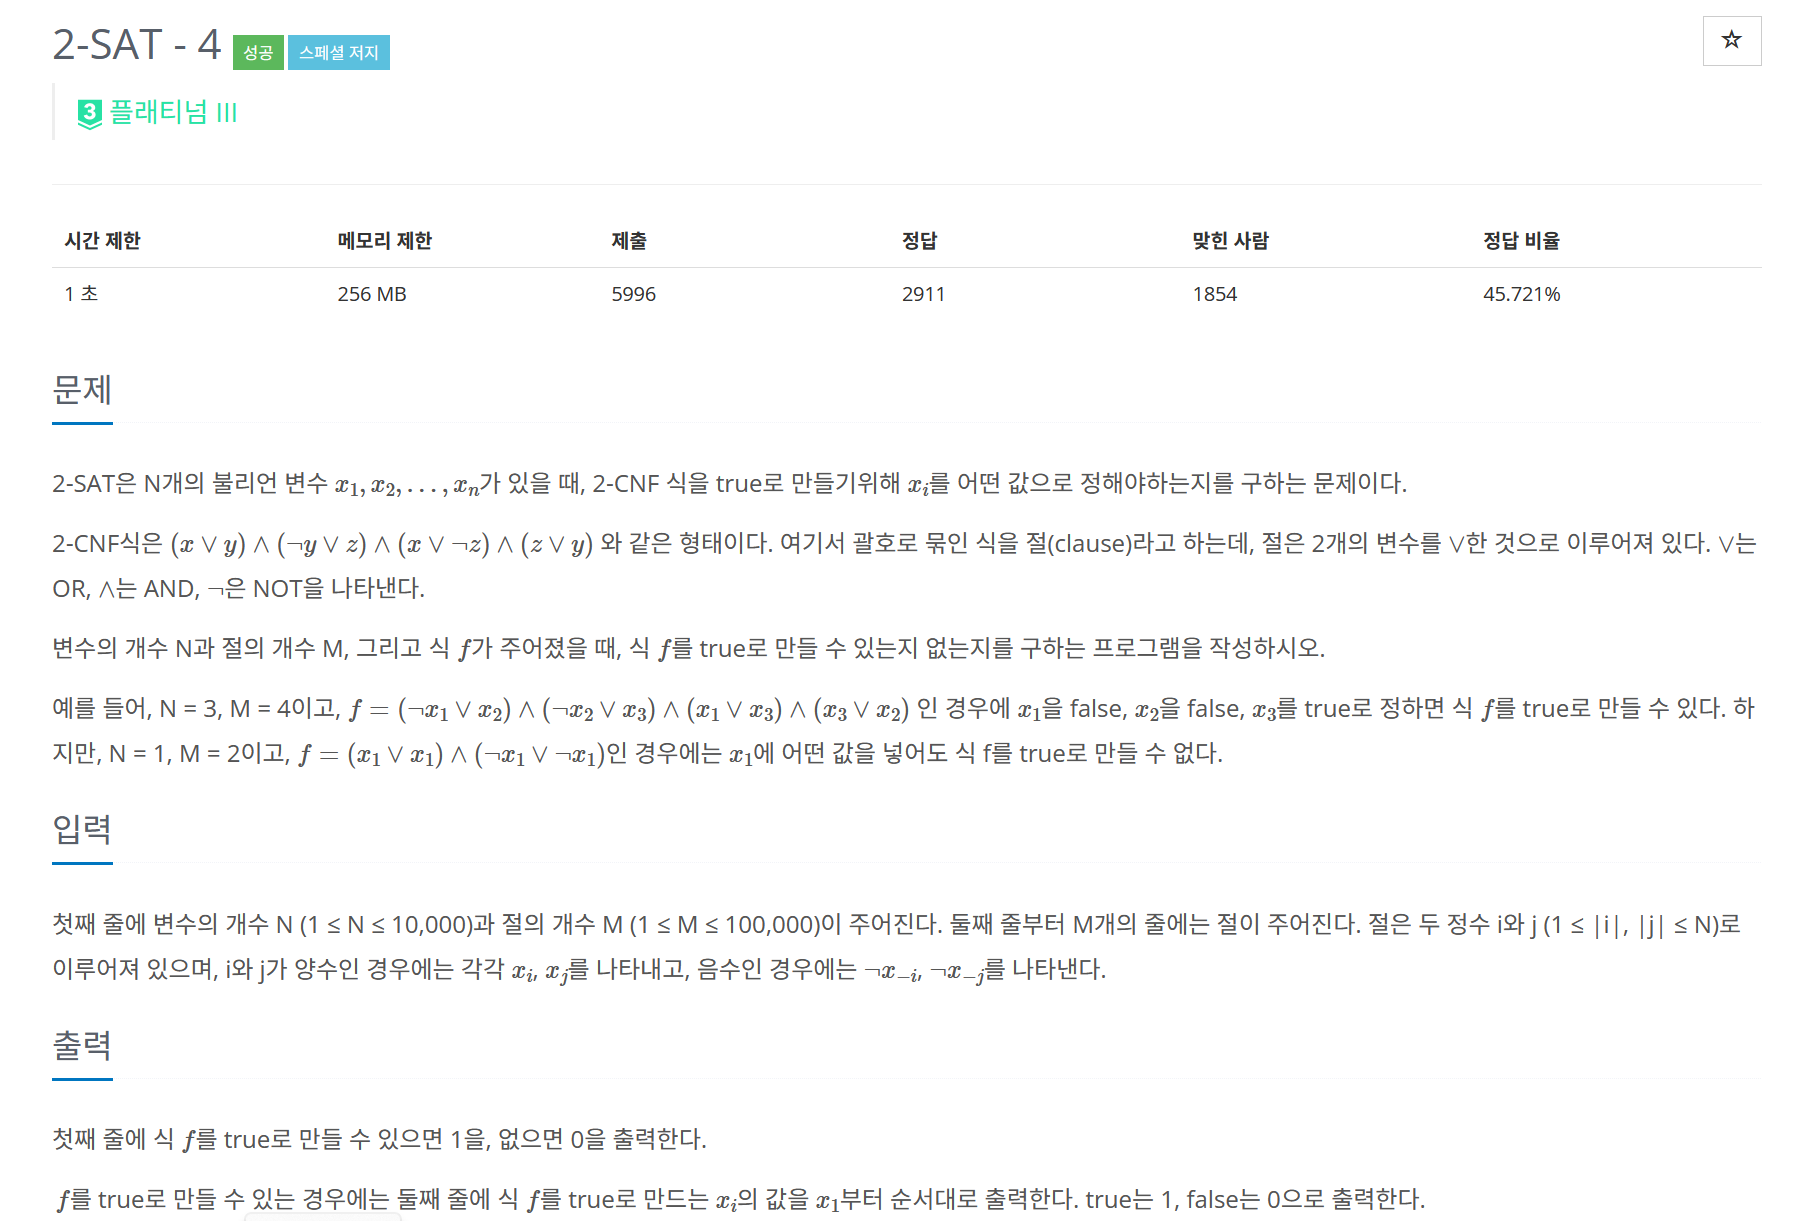 2-SAT - 4 성공 스페셜 저지
3 플래티넘 III
시간 제한 메모리 제한 제출 정답 맞힌 사람 정답 비율
1 초 256 MB 5996 2911 1854 45.721%
문제
2-SAT은 N개의 불리언 변수 x₁, x₂, . . . , xₙ가 있을 때, 2-CNF 식을 true로 만들기위해 xᵢ를 어떤 값으로 정해야하는지를 구하는 문제이다.
2-CNF식은 (x ∨ y) ∧ (¬y ∨ z) ∧ (x ∨ ¬z) ∧ (z ∨ y) 와 같은 형태이다. 여기서 괄호로 묶인 식을 절(clause)라고 하는데, 절은 2개의 변수를 ∨한 것으로 이루어져 있다. ∨는
OR, ∧는 AND, ¬은 NOT을 나타낸다.
변수의 개수 N과 절의 개수 M, 그리고 식 f가 주어졌을 때, 식 f를 true로 만들 수 있는지 없는지를 구하는 프로그램을 작성하시오.
예를 들어, N = 3, M = 4이고, f = (¬x₁ ∨ x₂) ∧ (¬x₂ ∨ x₃) ∧ (x₁ ∨ x₃) ∧ (x₃ ∨ x₂) 인 경우에 x₁을 false, x₂을 false, x₃를 true로 정하면 식 f를 true로 만들 수 있다. 하
지만, N = 1, M = 2이고, f = (x₁ ∨ x₁) ∧ (¬x₁ ∨ ¬x₁)인 경우에는 x₁에 어떤 값을 넣어도 식 f를 true로 만들 수 없다.
입력
첫째 줄에 변수의 개수 N (1 ≤ N ≤ 10,000)과 절의 개수 M (1 ≤ M ≤ 100,000)이 주어진다. 둘째 줄부터 M개의 줄에는 절이 주어진다. 절은 두 정수 i와 j (1 ≤ |i|, |j| ≤ N)로
이루어져 있으며, i와 j가 양수인 경우에는 각각 xᵢ, xⱼ를 나타내고, 음수인 경우에는 ¬x₋ᵢ, ¬x₋ⱼ를 나타낸다.
출력
첫째 줄에 식 f를 true로 만들 수 있으면 1을, 없으면 0을 출력한다.
f를 true로 만들 수 있는 경우에는 둘째 줄에 식 f를 true로 만드는 xᵢ의 값을 x₁부터 순서대로 출력한다. true는 1, false는 0으로 출력한다.